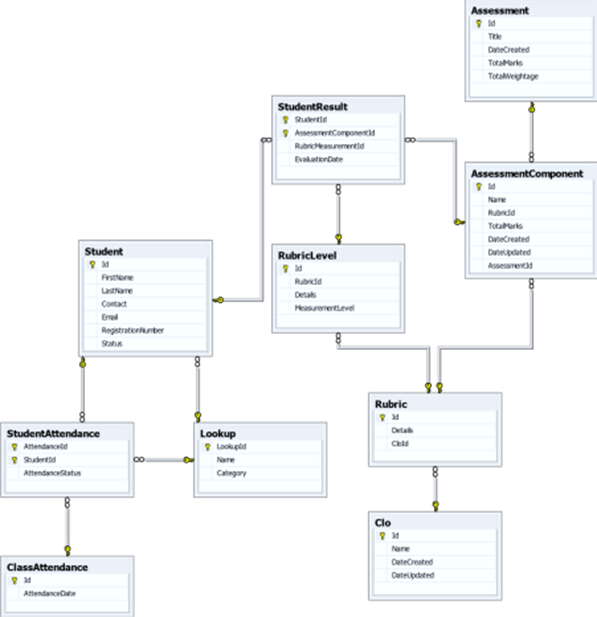 Assessment
Id
Title
DateCreated
TotalMarks
TotalWeightage
StudentResult
StudentId
AssessmentComponentId
RubricMeasurementId
EvaluationDate
AssessmentComponent
Id
Name
RubricId
TotalMarks
DateCreated
DateUpdated
AssessmentId
Student
Id
FirstName
LastName
Contact
Email
RegistrationNumber
Status
RubricLevel
Id
RubricId
Details
MeasurementLevel
Rubric
Id
Details
CloId
StudentAttendance
AttendanceId
StudentId
AttendanceStatus
Lookup
LookupId
Name
Category
Clo
Id
Name
DateCreated
DateUpdated
ClassAttendance
Id
AttendanceDate